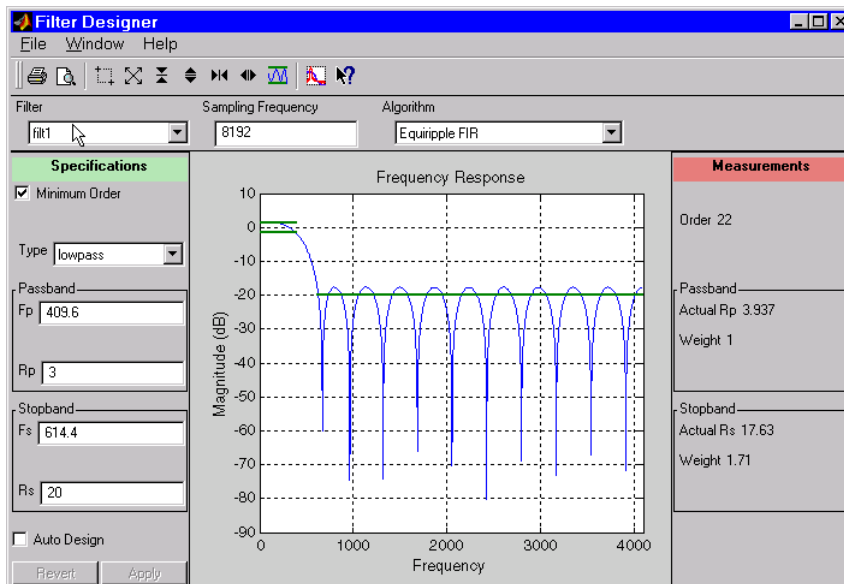 Filter Designer
File Window Help
Filter
Sampling Frequency
Algorithm
filt1
8192
Equiripple FIR
Specifications
Minimum Order
Type lowpass
Passband
Fp 409.6
Rp 3
Stopband
Fs 614.4
Rs 20
Auto Design
Revert Apply
Frequency Response
Magnitude (dB)
10
0
-10
-20
-30
-40
-50
-60
-70
-80
-90
0 1000 2000 3000 4000
Frequency
Measurements
Order 22
Passband
Actual Rp 3.937
Weight 1
Stopband
Actual Rs 17.63
Weight 1.71